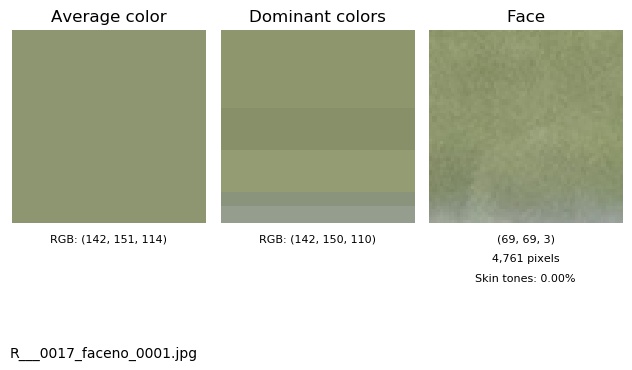 Average color
Dominant colors
Face
RGB: (142, 151, 114)
RGB: (142, 150, 110)
(69, 69, 3)
4,761 pixels
Skin tones: 0.00%
R___0017_faceno_0001.jpg